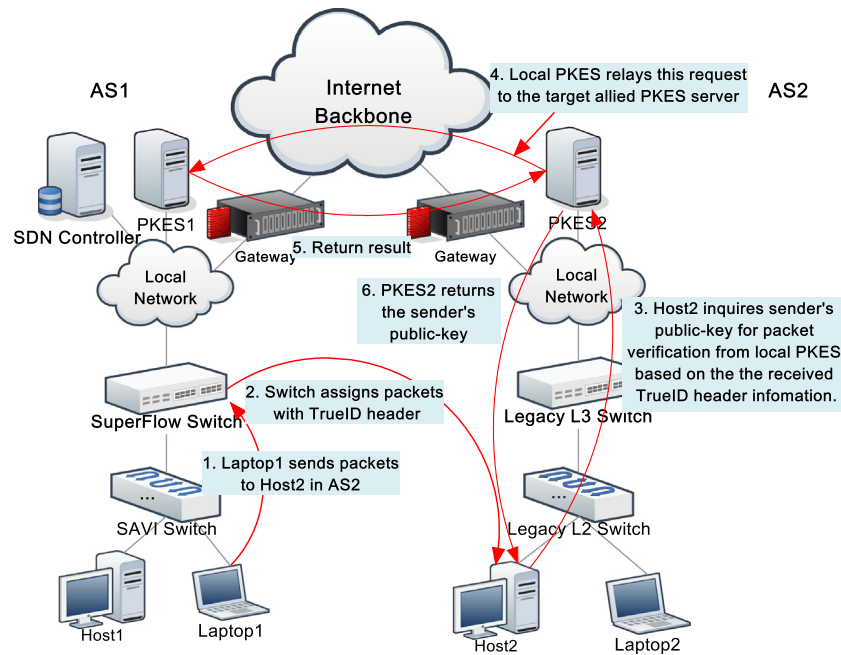 Internet
Backbone
4. Local PKES relays this request
to the target allied PKES server
AS1
AS2
SDN Controller
PKES1
PKES2
Gateway
Gateway
5. Return result
Local
Network
Local
Network
6. PKES2 returns
the sender's
public-key
3. Host2 inquires sender's
public-key for packet
verification from local PKES
based on the the received
TrueID header infomation.
2. Switch assigns packets
with TrueID header
SuperFlow Switch
Legacy L3 Switch
1. Laptop1 sends packets
to Host2 in AS2
SAVI Switch
Legacy L2 Switch
Host1
Laptop1
Host2
Laptop2